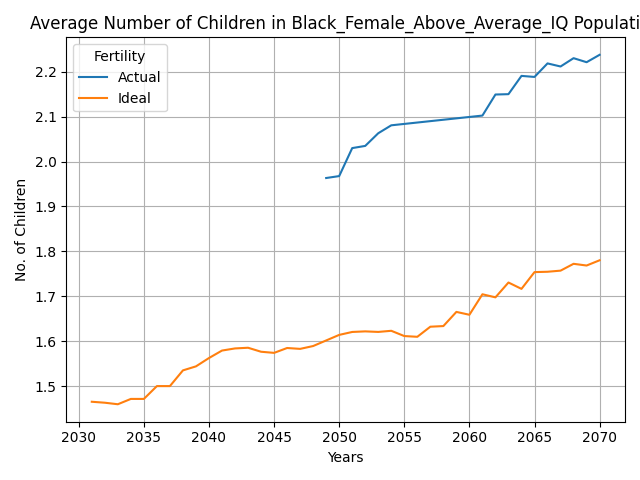 Average Number of Children in Black_Female_Above_Average_IQ Populati
Fertility
Actual
Ideal
No. of Children
2.2
2.1
2.0
1.9
1.8
1.7
1.6
1.5
2030 2035 2040 2045 2050 2055 2060 2065 2070
Years